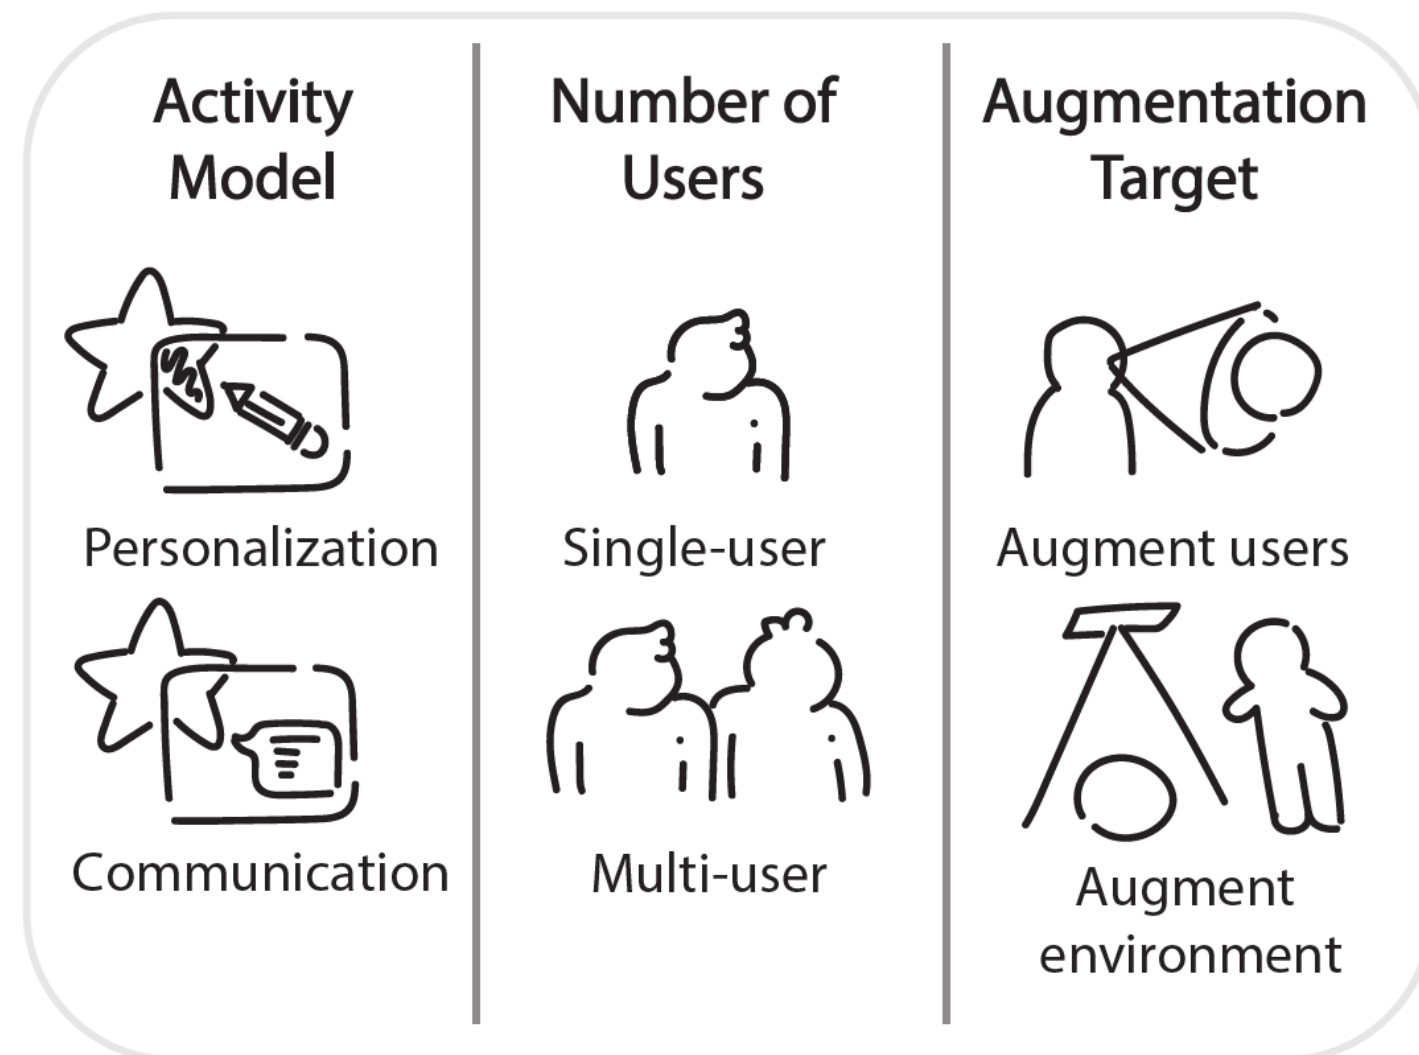 Activity
Model
Personalization
Communication
Number of
Users
Single-user
Multi-user
Augmentation
Target
Augment users
Augment
environment